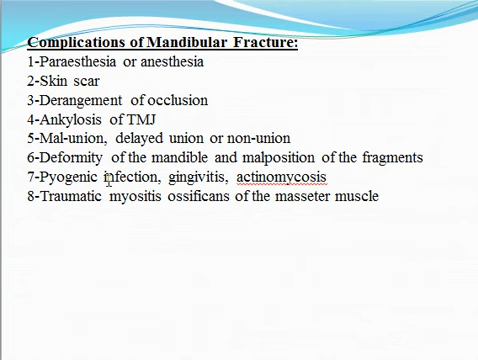 Complications of Mandibular Fracture:
1-Paraesthesia or anesthesia
2-Skin scar
3-Derangement of occlusion
4-Ankylosis of TMJ
5-Mal-union, delayed union or non-union
6-Deformity of the mandible and malposition of the fragments
7-Pyogenic infection, gingivitis, actinomycosis
8-Traumatic myositis ossificans of the masseter muscle